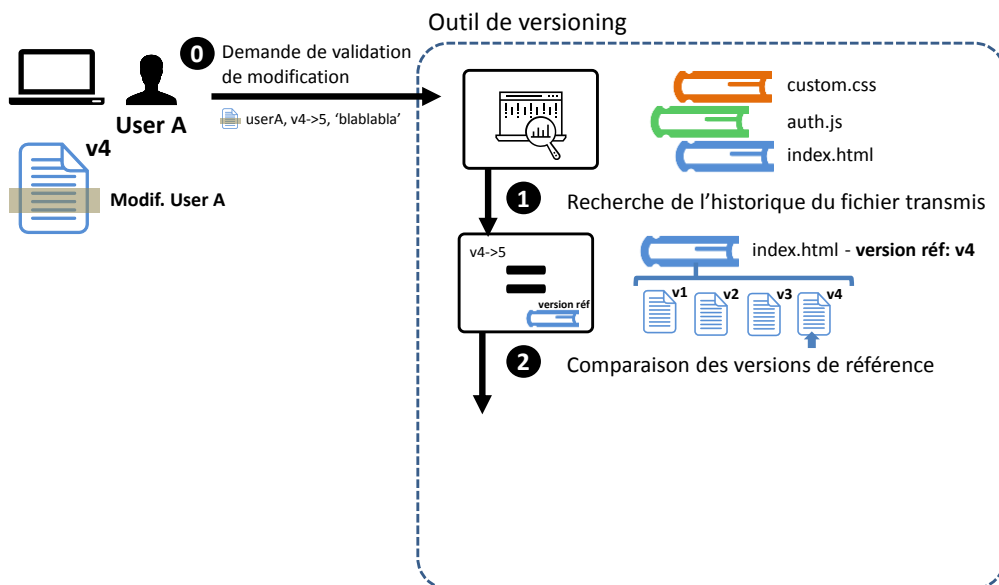 Outil de versioning
0
Demande de validation
de modification
userA, v4->5, ‘blablabla’
User A
v4
Modif. User A
custom.css
auth.js
index.html
1
Recherche de l’historique du fichier transmis
v4->5
version réf
index.html - version réf: v4
v1
v2
v3
v4
2
Comparaison des versions de référence